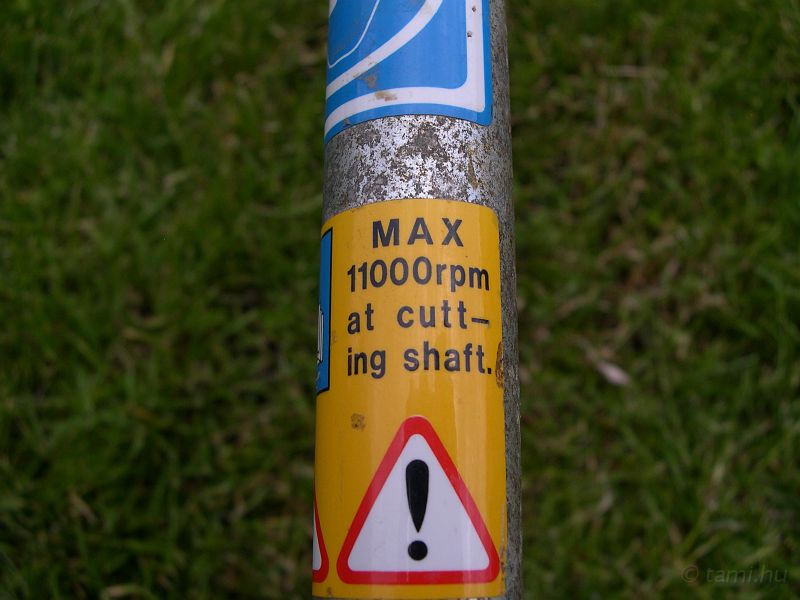 MAX
11000rpm
at cutt-
ing shaft.
!
© tami.hu